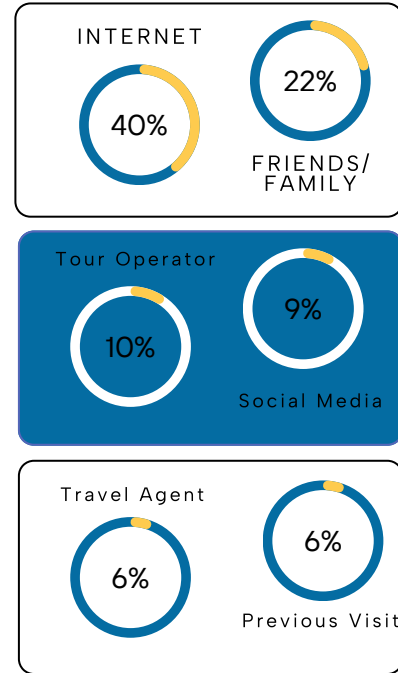 INTERNET
40%
22%
FRIENDS/
FAMILY
Tour Operator
10%
9%
Social Media
Travel Agent
6%
6%
Previous Visit